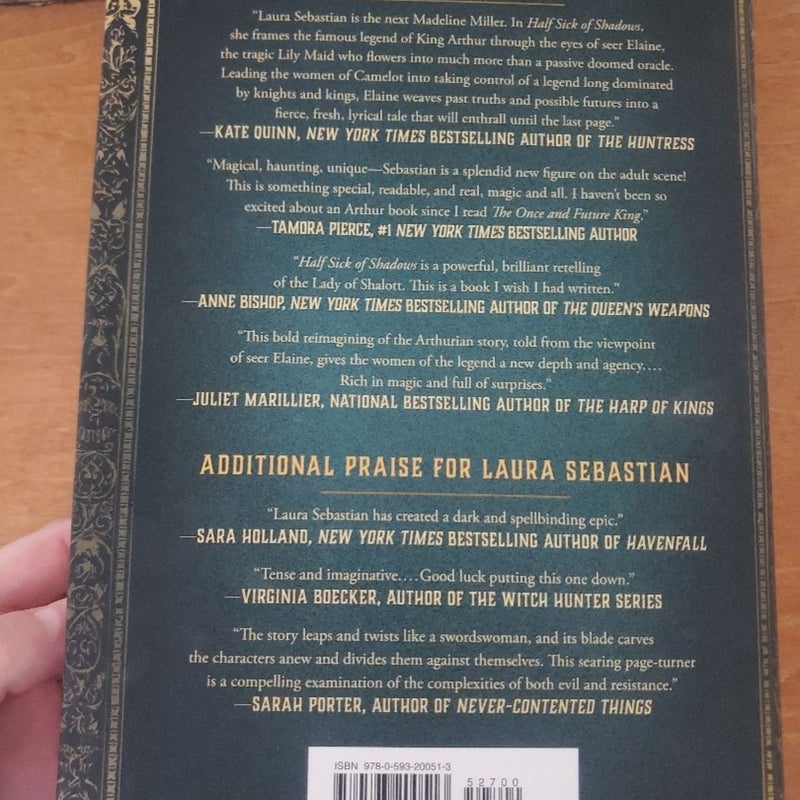 “Laura Sebastian is the next Madeline Miller. In Half Sick of Shadows,
she frames the famous legend of King Arthur through the eyes of seer Elaine,
the tragic Lily Maid who flowers into much more than a passive doomed oracle.
Leading the women of Camelot into taking control of a legend long dominated
by knights and kings, Elaine weaves past truths and possible futures into a
fierce, fresh, lyrical tale that will enthrall until the last page.”
—KATE QUINN, NEW YORK TIMES BESTSELLING AUTHOR OF THE HUNTRESS
“Magical, haunting, unique—Sebastian is a splendid new figure on the adult scene!
This is something special, readable, and real, magic and all. I haven’t been so
excited about an Arthur book since I read The Once and Future King.”
—TAMORA PIERCE, #1 NEW YORK TIMES BESTSELLING AUTHOR
“Half Sick of Shadows is a powerful, brilliant retelling
of the Lady of Shalott. This is a book I wish I had written.”
—ANNE BISHOP, NEW YORK TIMES BESTSELLING AUTHOR OF THE QUEEN’S WEAPONS
“This bold reimagining of the Arthurian story, told from the viewpoint
of seer Elaine, gives the women of the legend a new depth and agency....
Rich in magic and full of surprises.”
—JULIET MARILLIER, NATIONAL BESTSELLING AUTHOR OF THE HARP OF KINGS
ADDITIONAL PRAISE FOR LAURA SEBASTIAN
“Laura Sebastian has created a dark and spellbinding epic.”
—SARA HOLLAND, NEW YORK TIMES BESTSELLING AUTHOR OF HAVENFALL
“Tense and imaginative....Good luck putting this one down.”
—VIRGINIA BOECKER, AUTHOR OF THE WITCH HUNTER SERIES
“The story leaps and twists like a swordswoman, and its blade carves
the characters anew and divides them against themselves. This searing page-turner
is a compelling examination of the complexities of both evil and resistance.”
—SARAH PORTER, AUTHOR OF NEVER-CONTENTED THINGS
ISBN 978-0-593-20051-3
52700